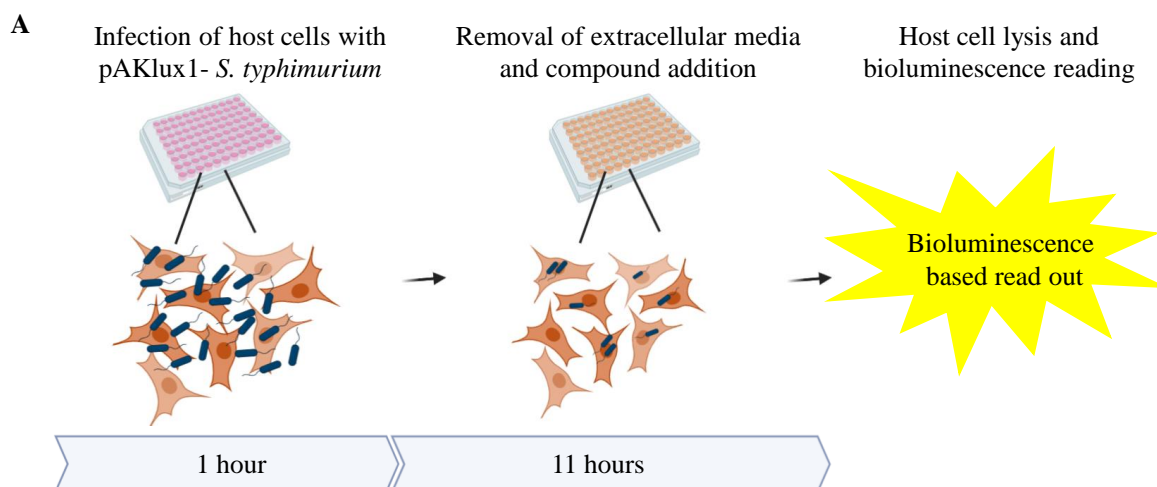 A
Infection of host cells with
pAKlux1- S. typhimurium
Removal of extracellular media
and compound addition
Host cell lysis and
bioluminescence reading
Bioluminescence
based read out
1 hour
11 hours